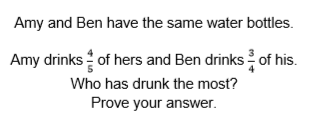 Amy and Ben have the same water bottles.
Amy drinks 4/5 of hers and Ben drinks 3/4 of his.
Who has drunk the most?
Prove your answer.